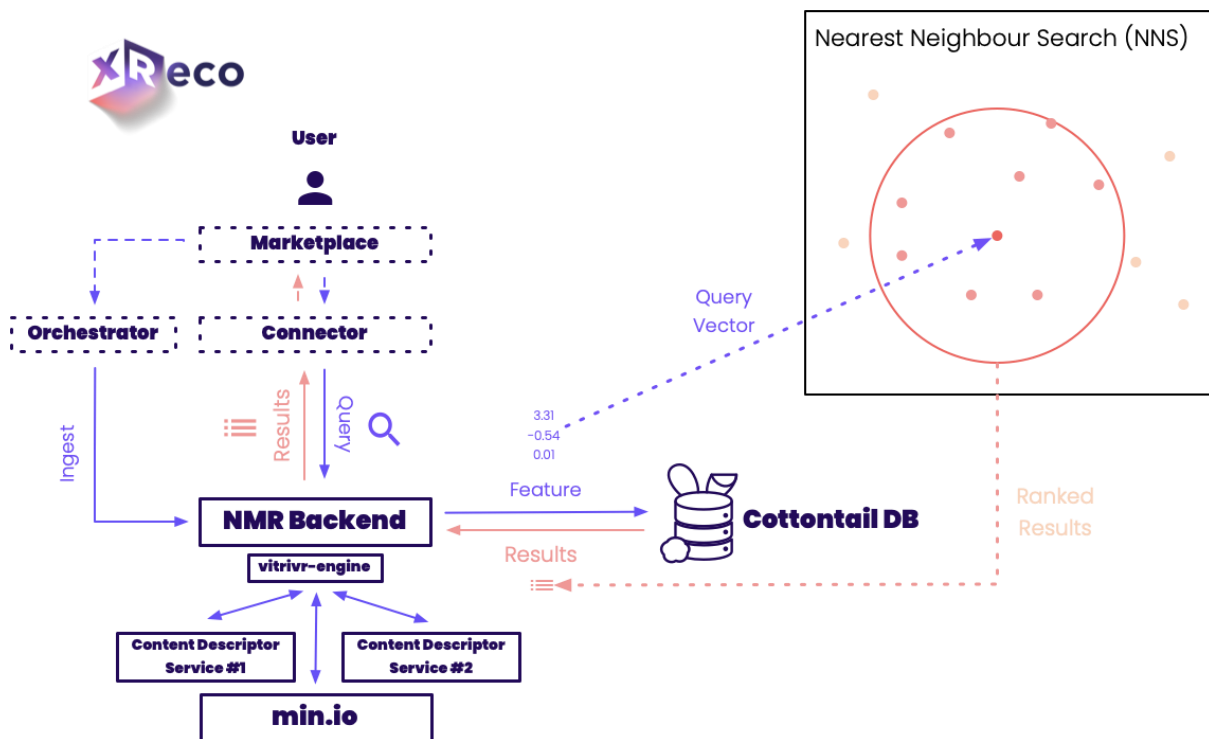 XReco
Nearest Neighbour Search (NNS)
User
Marketplace
Orchestrator
Connector
Query
Vector
Ingest
Results
Query
3.31
-0.54
0.01
Feature
NMR Backend
Cottontail DB
Ranked
Results
Results
vitrivr-engine
Content Descriptor
Service #1
Content Descriptor
Service #2
min.io